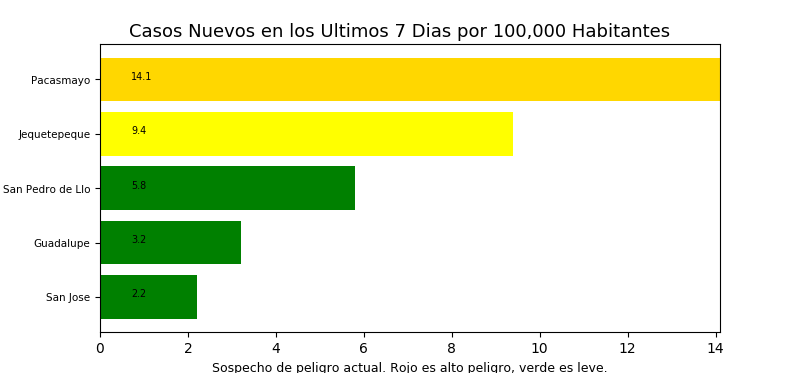 Casos Nuevos en los Ultimos 7 Dias por 100,000 Habitantes
Pacasmayo 14.1
Jequetepeque 9.4
San Pedro de Llo 5.8
Guadalupe 3.2
San Jose 2.2
0 2 4 6 8 10 12 14
Sospecho de peligro actual. Rojo es alto peligro, verde es leve.